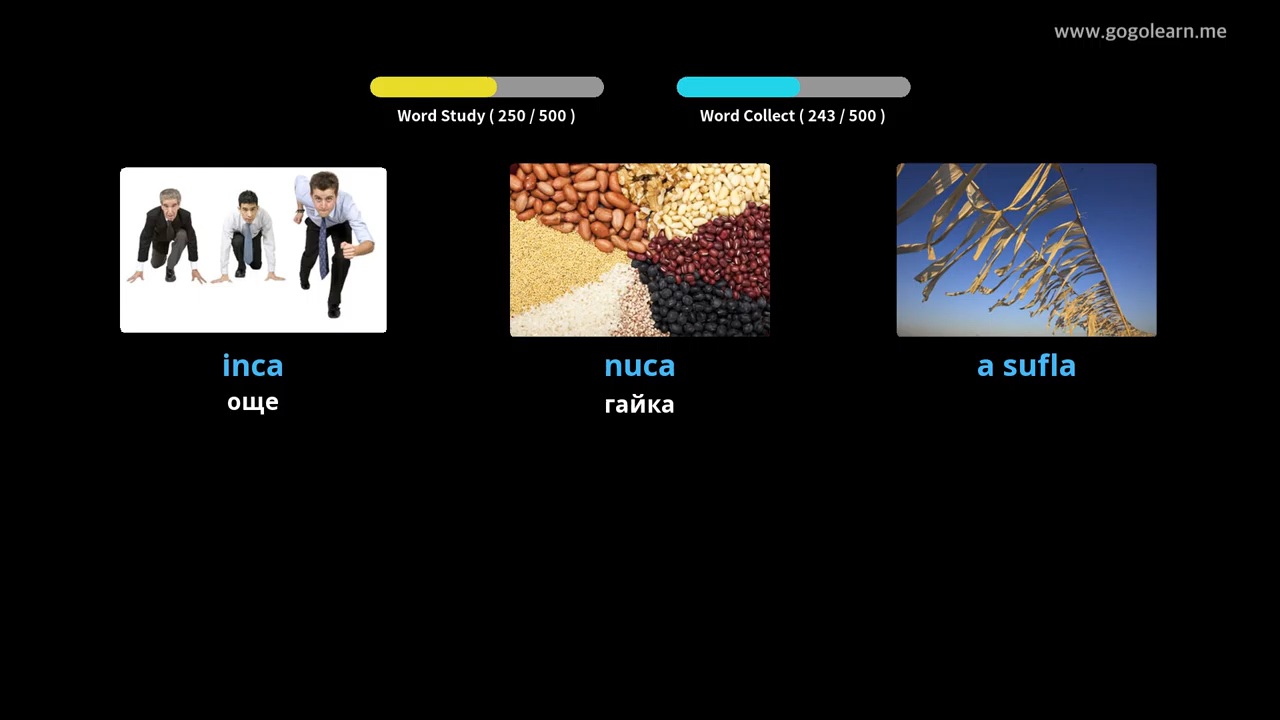 www.gogolearn.me
Word Study ( 250 / 500 )
Word Collect ( 243 / 500 )
inca
nuca
a sufla
още
гайка